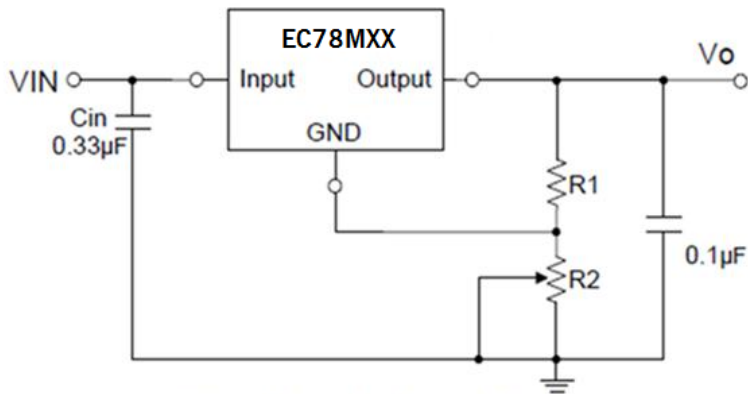 EC78MXX
Vo
VIN
Input
Output
Cin
0.33µF
GND
R1
R2
0.1µF